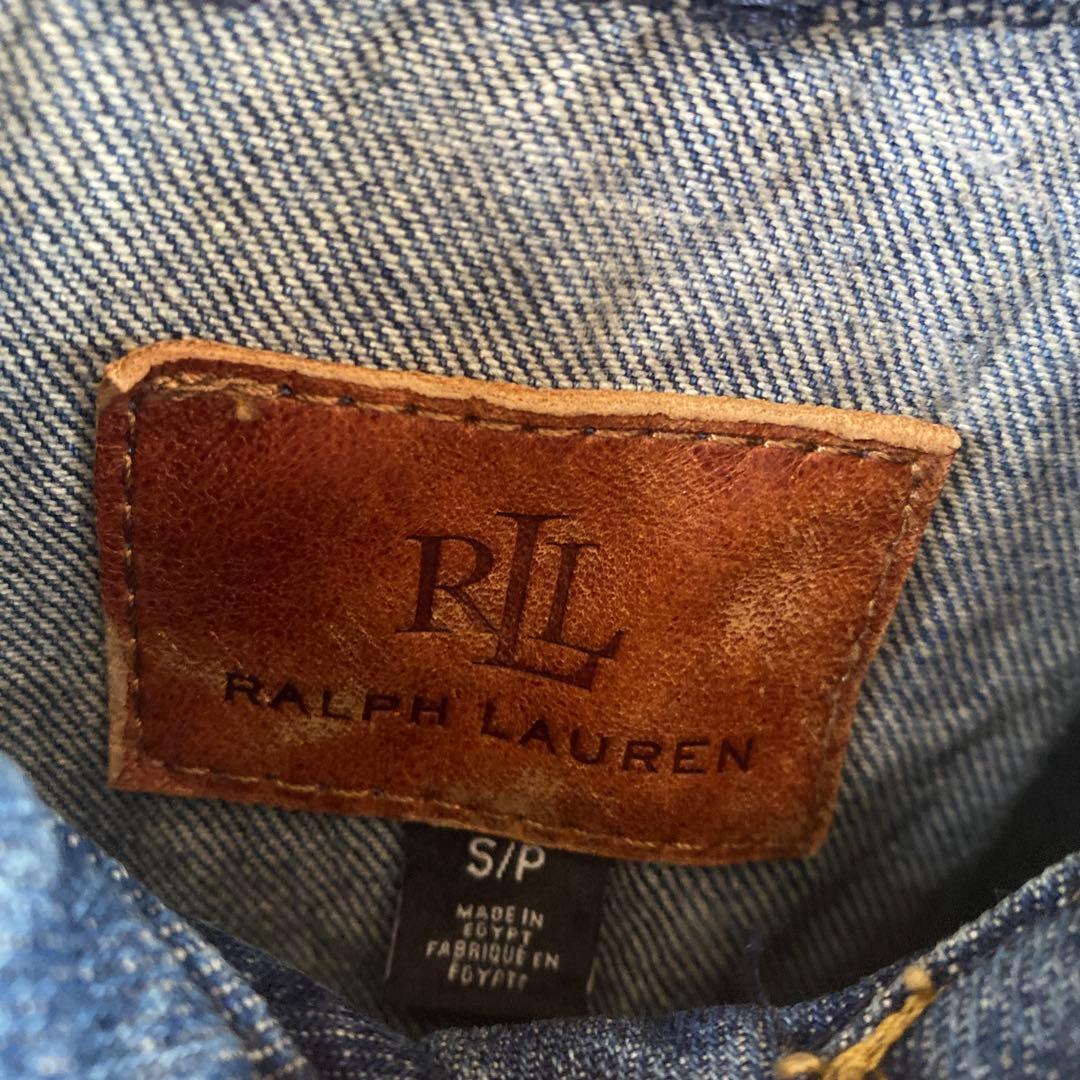 RLL
RALPH LAUREN
S/P
MADE IN
EGYPT
FABRIQUE EN
EGYPTE